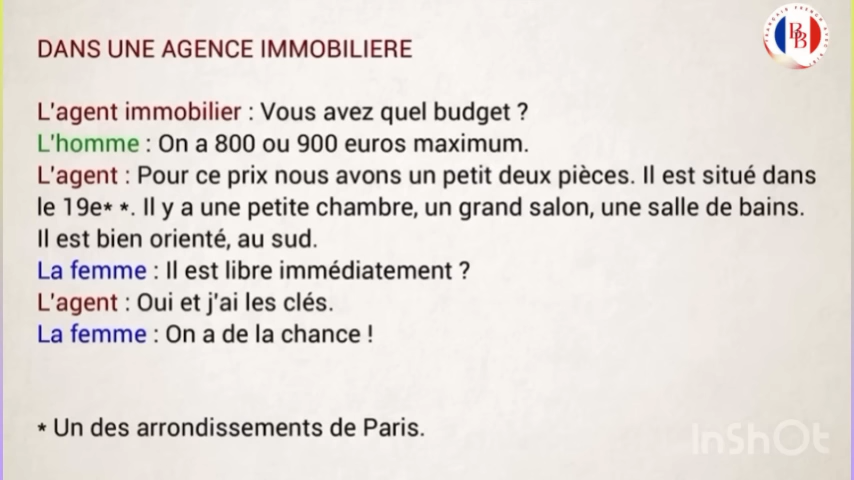 DANS UNE AGENCE IMMOBILIERE
L'agent immobilier : Vous avez quel budget ?
L'homme : On a 800 ou 900 euros maximum.
L'agent : Pour ce prix nous avons un petit deux pièces. Il est situé dans
le 19e* *. Il y a une petite chambre, un grand salon, une salle de bains.
Il est bien orienté, au sud.
La femme : Il est libre immédiatement ?
L'agent : Oui et j'ai les clés.
La femme : On a de la chance !
* Un des arrondissements de Paris.
InShOt